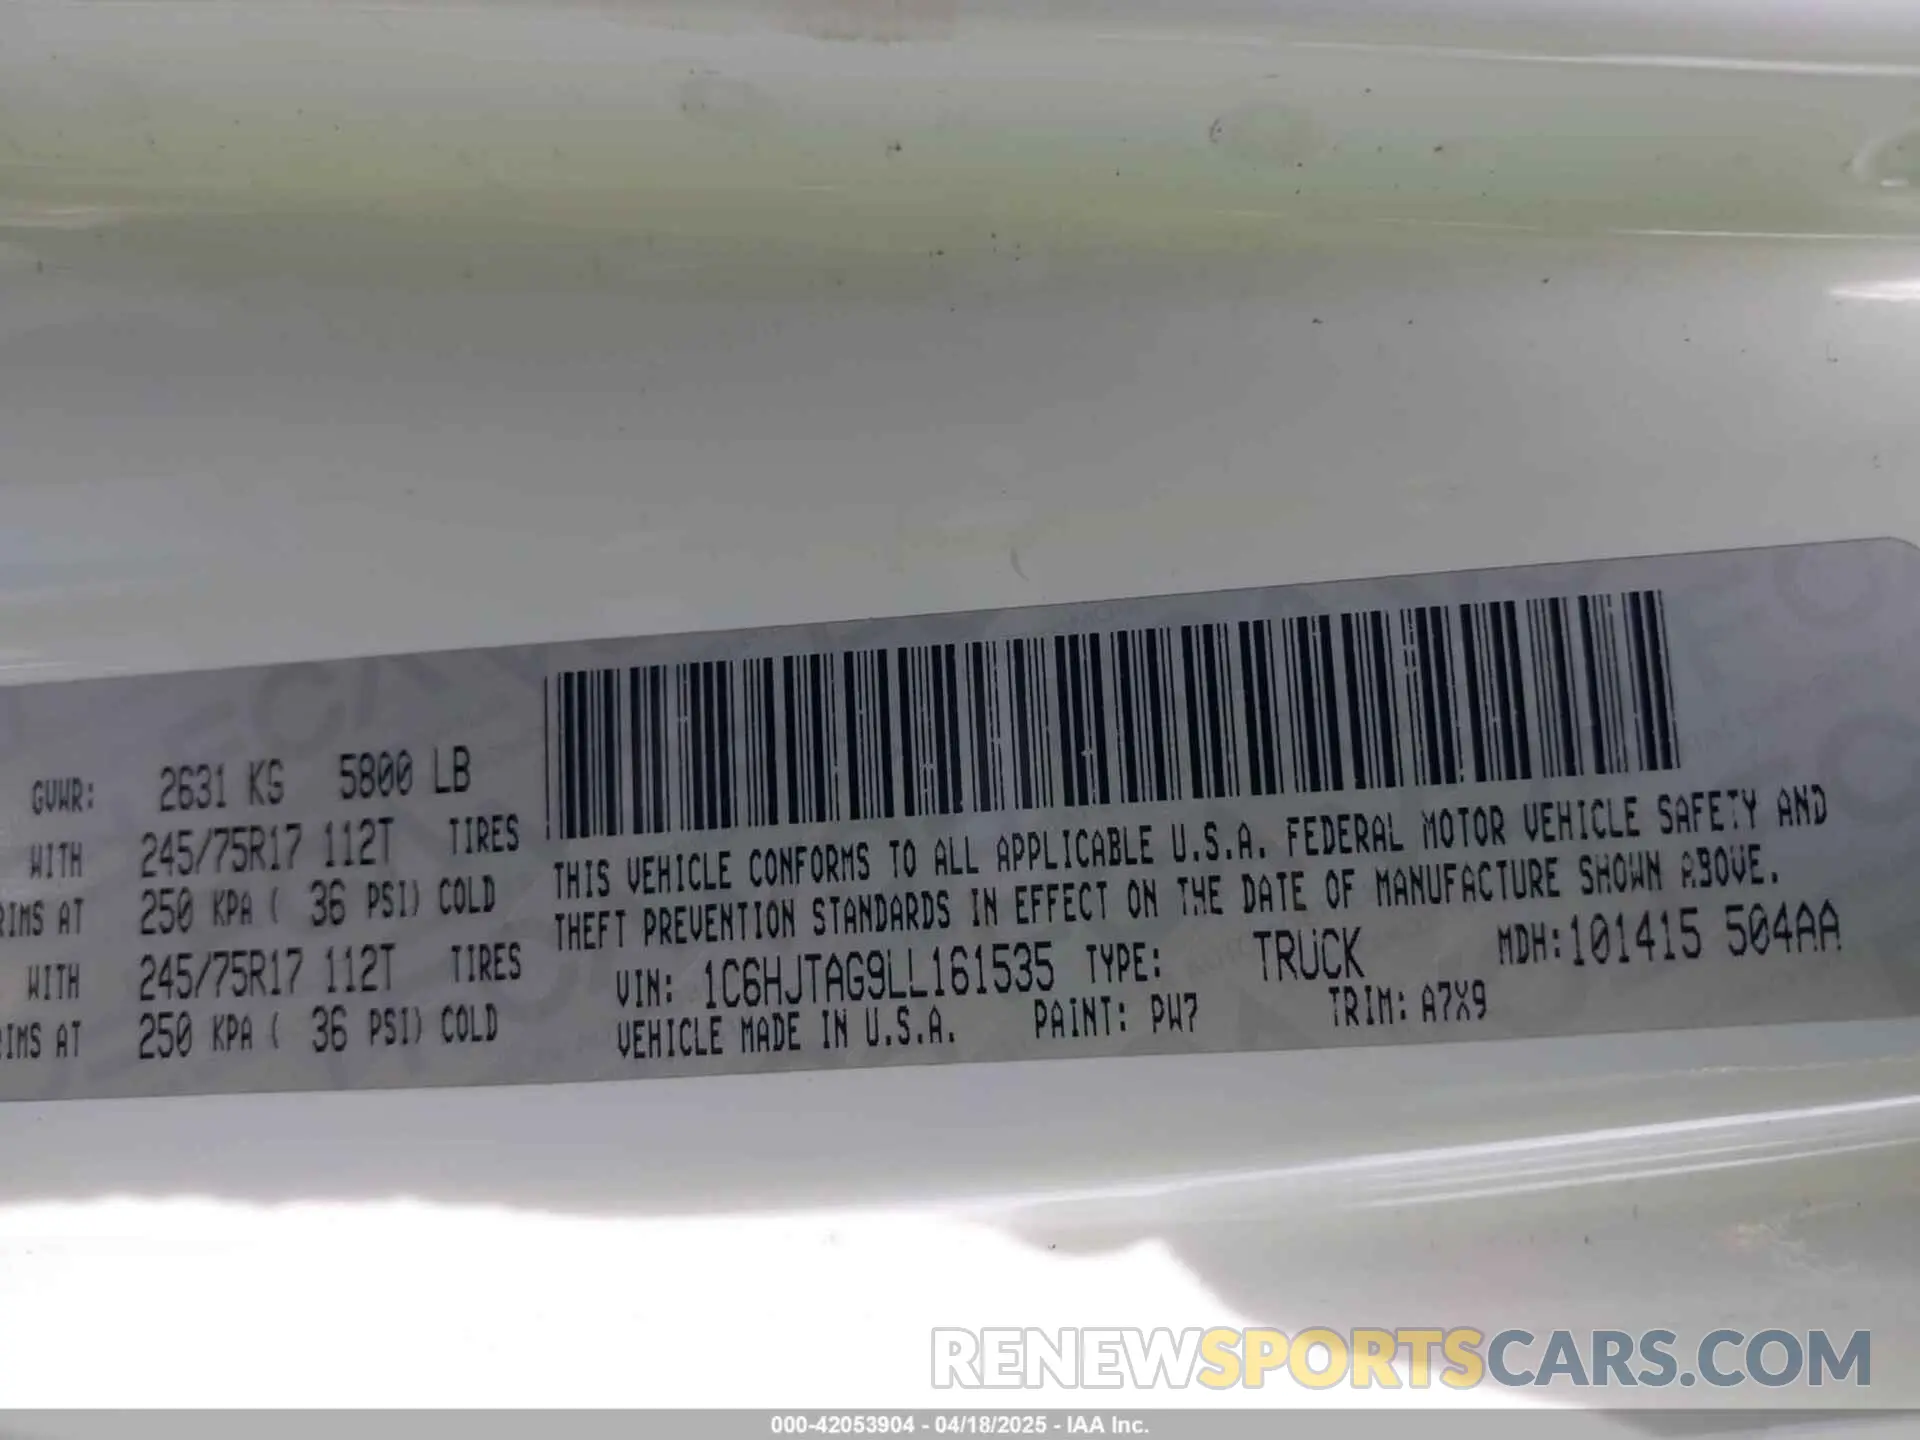 GVWR: 2631 KG 5800 LB
WITH 245/75R17 112T TIRES
RIMS AT 250 KPA ( 36 PSI) COLD
WITH 245/75R17 112T TIRES
RIMS AT 250 KPA ( 36 PSI) COLD
THIS VEHICLE CONFORMS TO ALL APPLICABLE U.S.A. FEDERAL MOTOR VEHICLE SAFETY AND
THEFT PREVENTION STANDARDS IN EFFECT ON THE DATE OF MANUFACTURE SHOWN ABOVE.
VIN: 1C6HJTAG9LL161535 TYPE: TRUCK MDH:101415 504AA
VEHICLE MADE IN U.S.A. PAINT: PW7 TRIM: A7X9
RENEWSPORTSCARS.COM
000-42053904 - 04/18/2025 - IAA Inc.